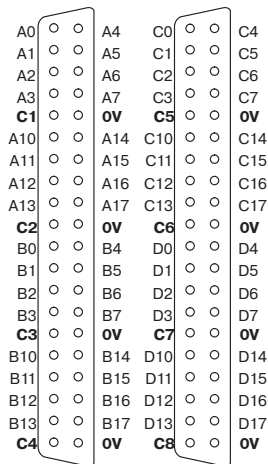 A0 A4 C0 C4
A1 A5 C1 C5
A2 A6 C2 C6
A3 A7 C3 C7
C1 0V C5 0V
A10 A14 C10 C14
A11 A15 C11 C15
A12 A16 C12 C16
A13 A17 C13 C17
C2 0V C6 0V
B0 B4 D0 D4
B1 B5 D1 D5
B2 B6 D2 D6
B3 B7 D3 D7
C3 0V C7 0V
B10 B14 D10 D14
B11 B15 D11 D15
B12 B16 D12 D16
B13 B17 D13 D17
C4 0V C8 0V